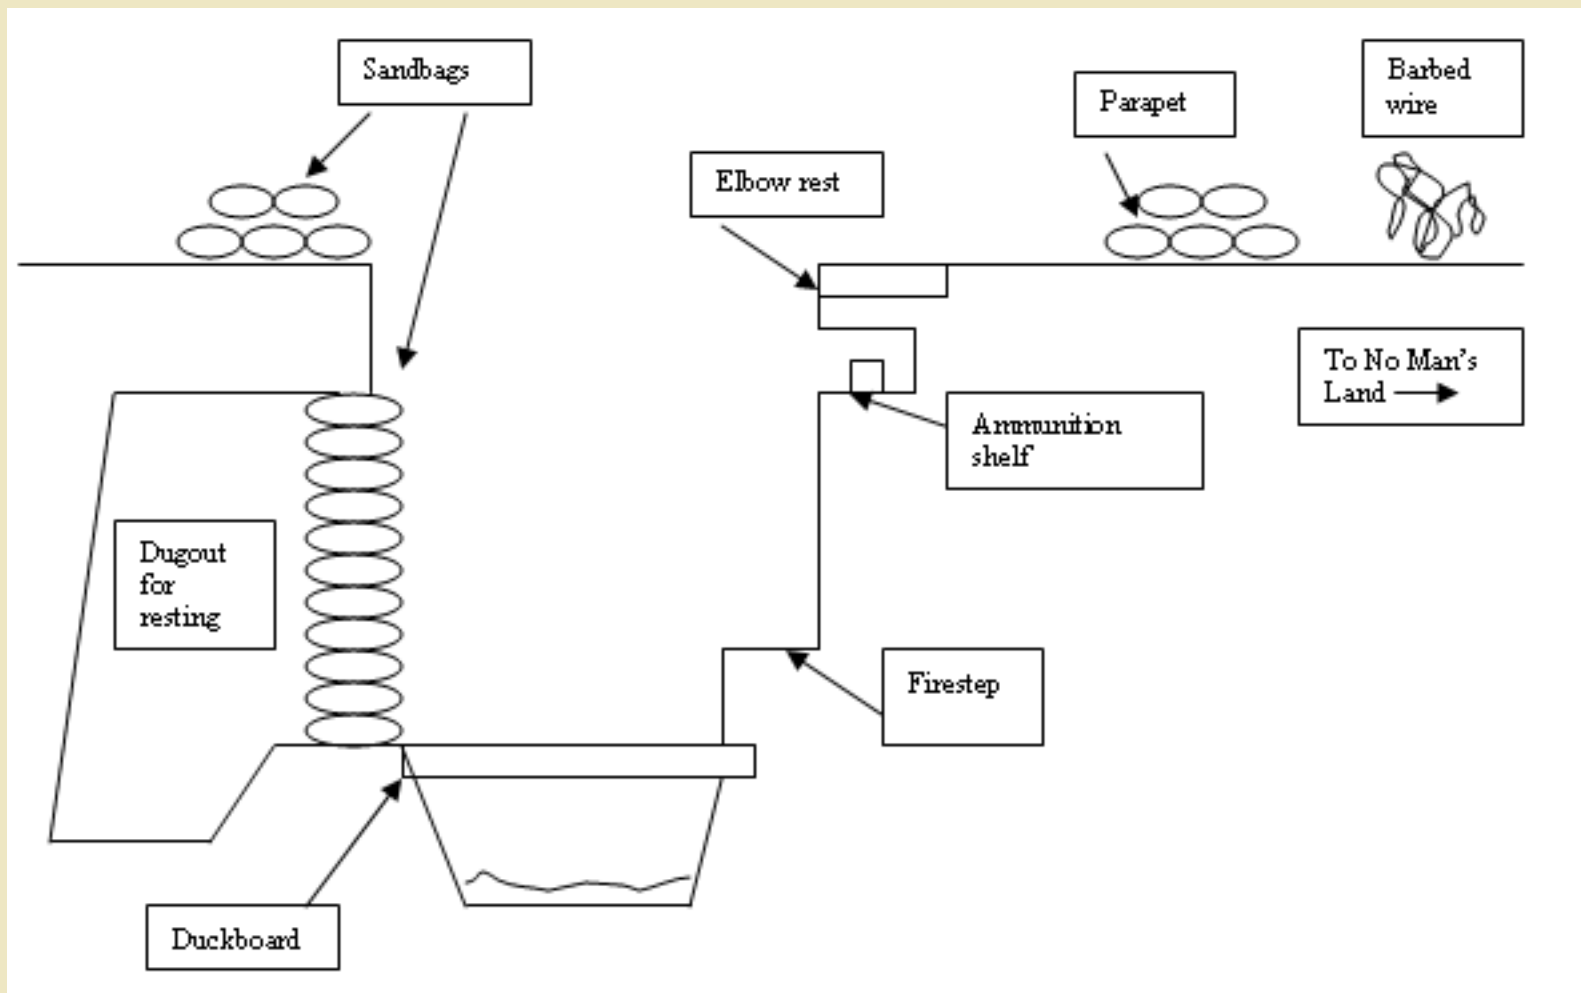 Sandbags
Parapet
Barbed
wire
Elbow rest
To No Man's
Land
Ammunition
shelf
Dugout
for
resting
Firestep
Duckboard